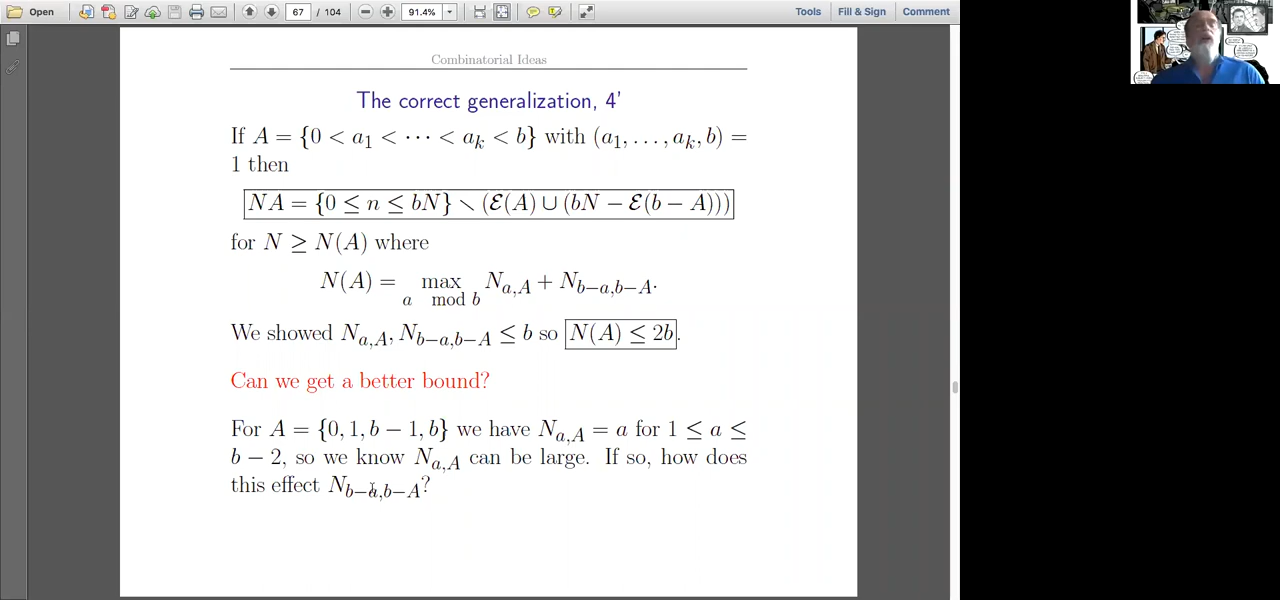 Open
67 / 104
91.4%
Tools
Fill & Sign
Comment
Combinatorial Ideas
The correct generalization, 4'
If A = {0 < a₁ < ⋯ < aₖ < b} with (a₁, …, aₖ, b) =
1 then
NA = {0 ≤ n ≤ bN} ∖ (ℰ(A) ∪ (bN − ℰ(b − A)))
for N ≥ N(A) where
N(A) = max_{a mod b} N_{a,A} + N_{b−a,b−A}.
We showed N_{a,A}, N_{b−a,b−A} ≤ b so N(A) ≤ 2b.
Can we get a better bound?
For A = {0, 1, b − 1, b} we have N_{a,A} = a for 1 ≤ a ≤
b − 2, so we know N_{a,A} can be large. If so, how does
this effect N_{b−a,b−A}?